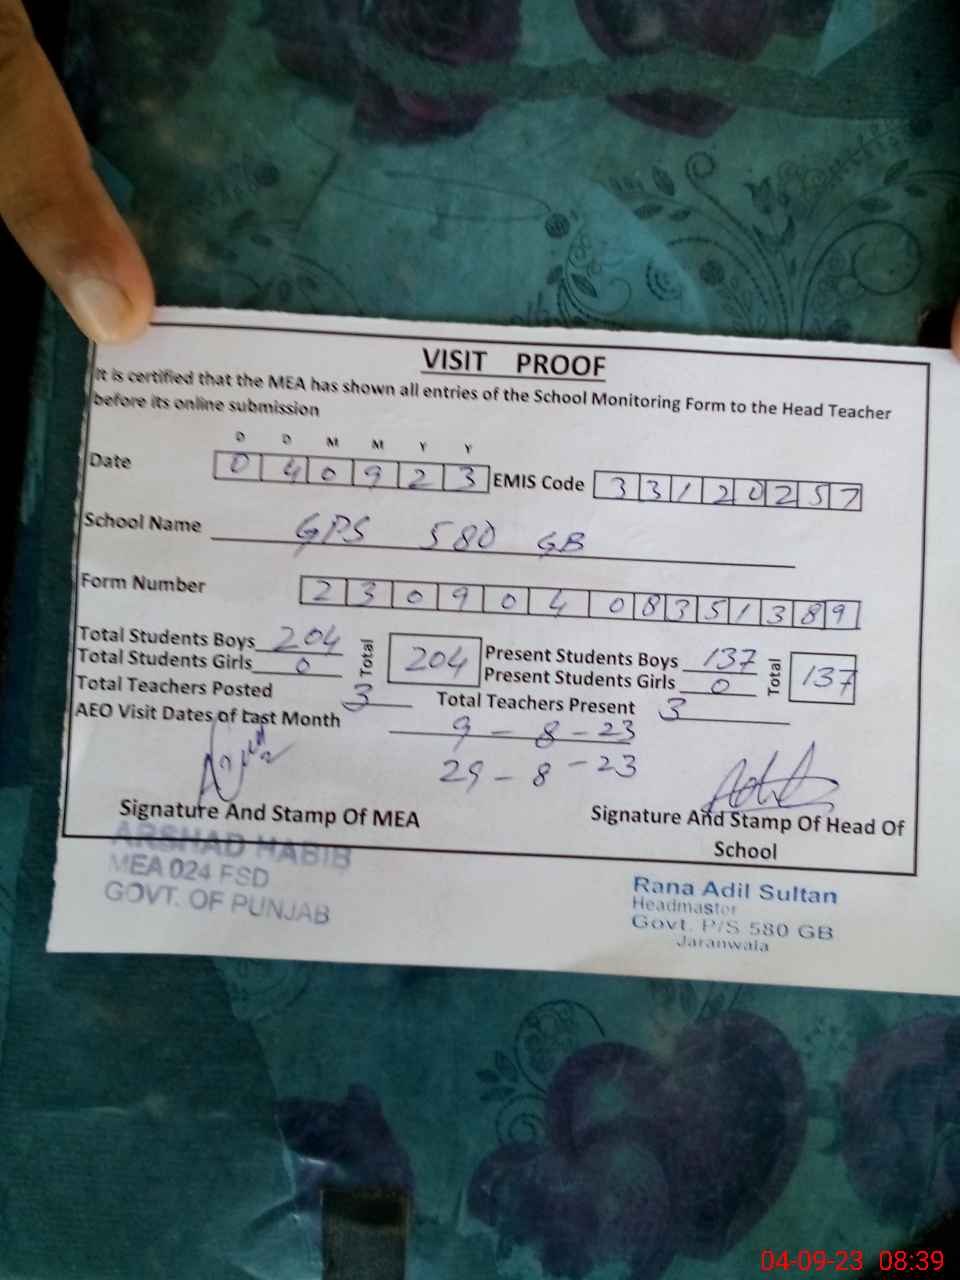 VISIT PROOF
It is certified that the MEA has shown all entries of the School Monitoring Form to the Head Teacher
before its online submission
D D M M Y Y
Date 0 4 0 9 2 3 EMIS Code 3 3 1 2 0 2 5 7
School Name GPS 580 GB
Form Number 2 3 0 9 0 4 0 8 3 5 1 3 8 9
Total Students Boys 204 Total 204 Present Students Boys 137 Total 137
Total Students Girls 0 Present Students Girls 0
Total Teachers Posted 3 Total Teachers Present 3
AEO Visit Dates of Last Month 9 - 8 - 23
29 - 8 - 23
Signature And Stamp Of MEA Signature And Stamp Of Head Of
School
ARSHAD HABIB
MEA 024 FSD
GOVT. OF PUNJAB
Rana Adil Sultan
Headmaster
Govt. P/S 580 GB
Jaranwala
04-09-23 08:39